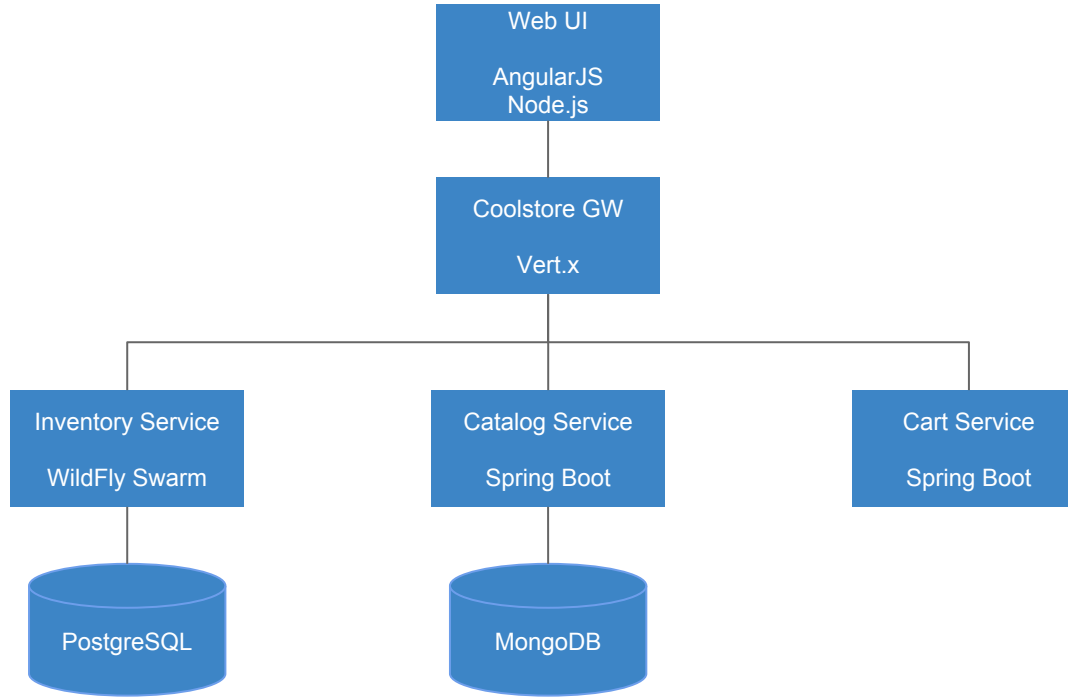 Web UI
AngularJS
Node.js
Coolstore GW
Vert.x
Inventory Service
WildFly Swarm
Catalog Service
Spring Boot
Cart Service
Spring Boot
PostgreSQL
MongoDB